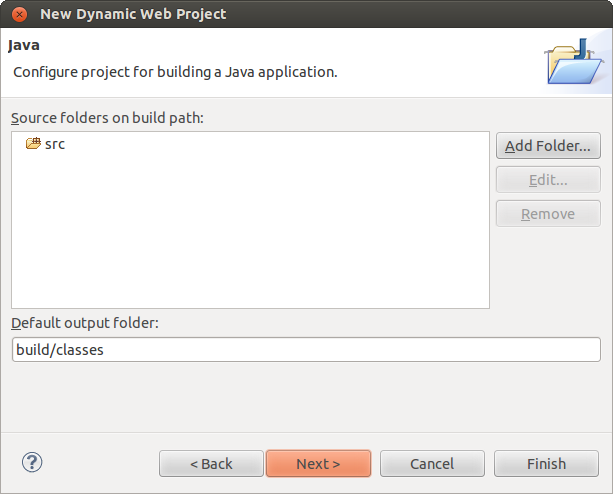 New Dynamic Web Project
Java
Configure project for building a Java application.
Source folders on build path:
src
Add Folder...
Edit...
Remove
Default output folder:
build/classes
?
< Back
Next >
Cancel
Finish